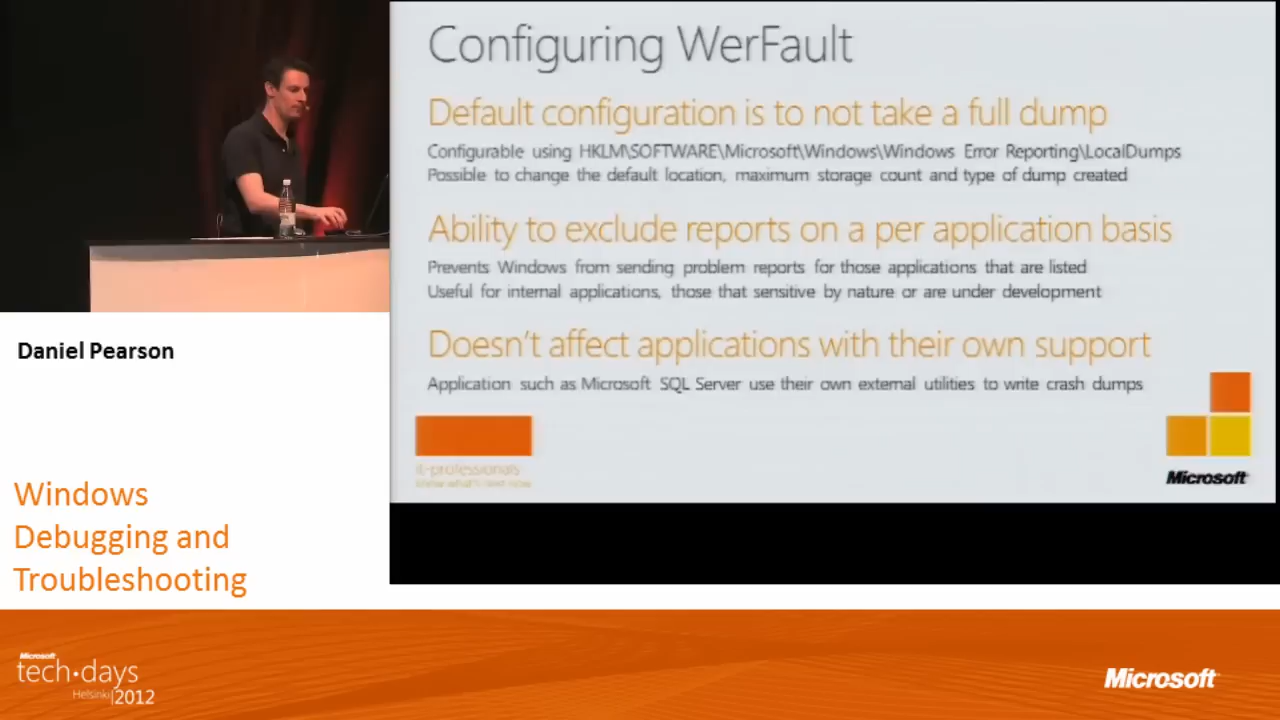 Configuring WerFault
Default configuration is to not take a full dump
Configurable using HKLM\SOFTWARE\Microsoft\Windows\Windows Error Reporting\LocalDumps
Possible to change the default location, maximum storage count and type of dump created
Ability to exclude reports on a per application basis
Prevents Windows from sending problem reports for those applications that are listed
Useful for internal applications, those that sensitive by nature or are under development
Doesn't affect applications with their own support
Application such as Microsoft SQL Server use their own external utilities to write crash dumps
it-professionals
Microsoft
Daniel Pearson
Windows
Debugging and
Troubleshooting
Microsoft
tech·days
Helsinki|2012
Microsoft